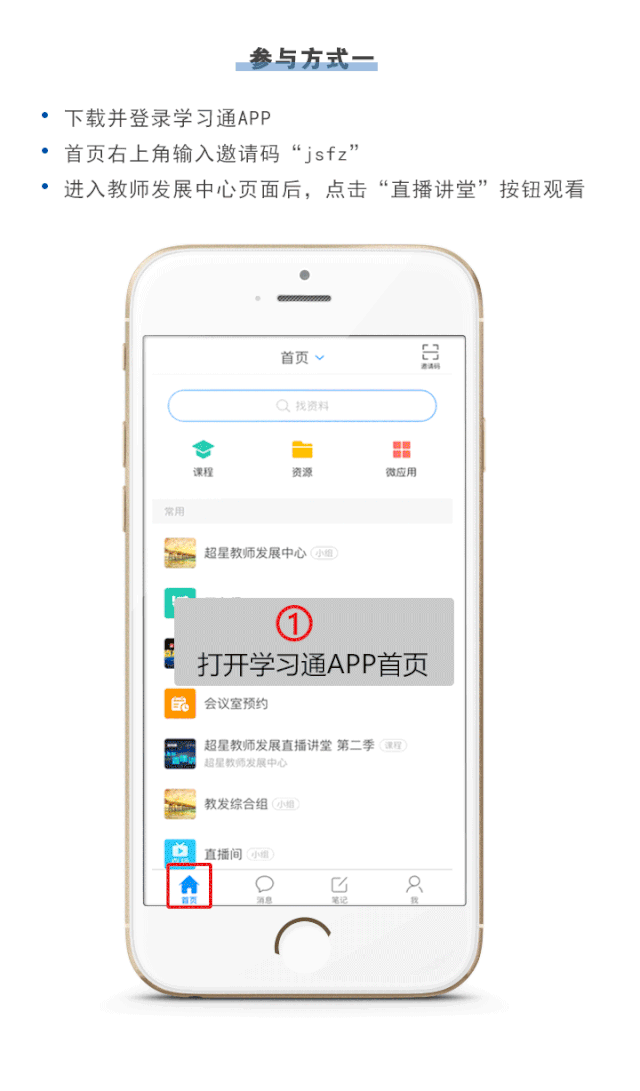 参与方式一
下载并登录学习通APP
首页右上角输入邀请码“jsfz”
进入教师发展中心页面后，点击“直播讲堂”按钮观看
首页
邀请码
找资料
课程
资源
微应用
常用
超星教师发展中心 小组
①
打开学习通APP首页
会议室预约
超星教师发展直播讲堂 第二季 课程
超星教师发展中心
教发综合组 小组
直播间 小组
首页
消息
笔记
我